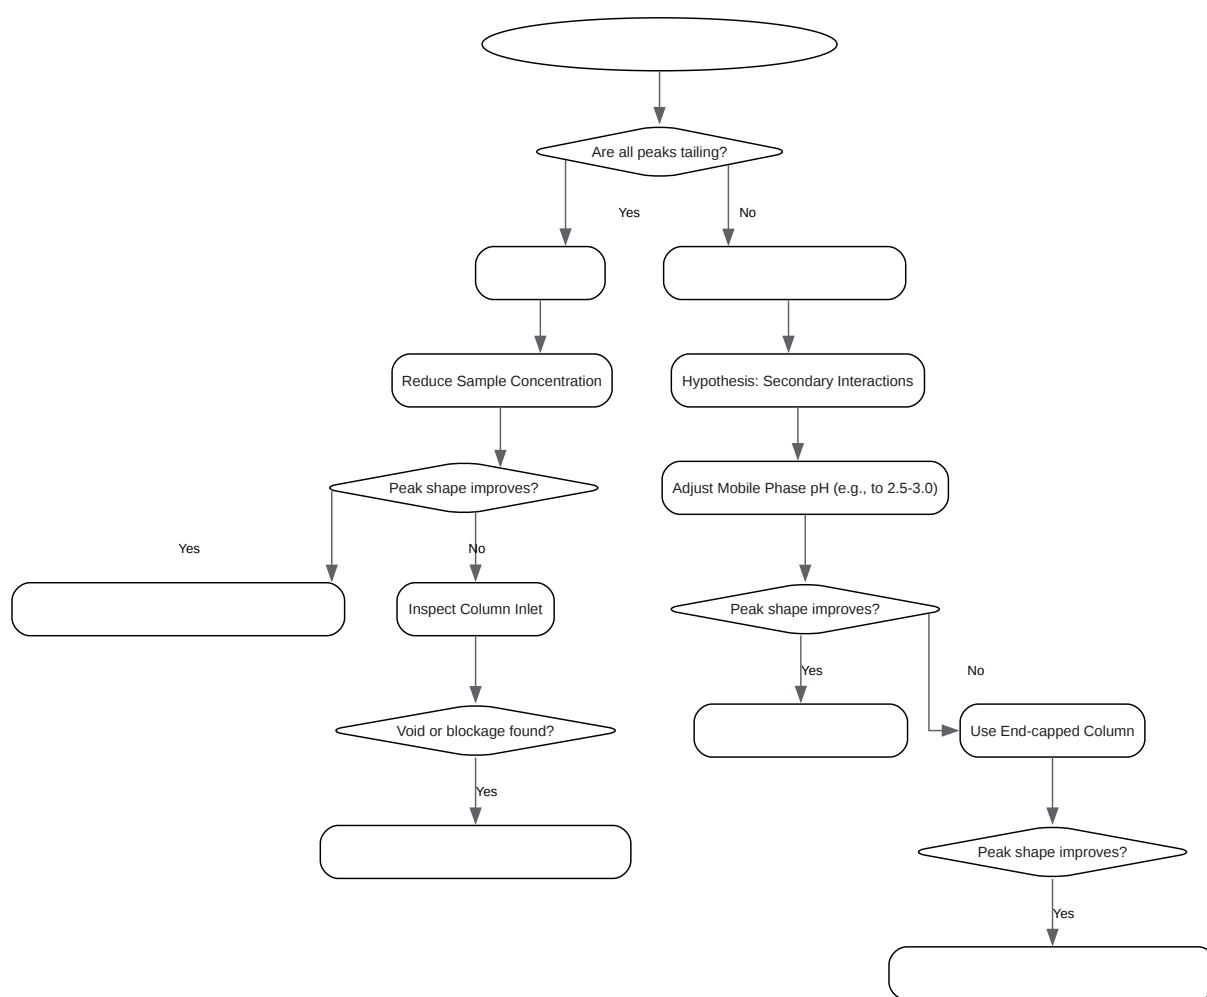 Are all peaks tailing?
Yes
No
Reduce Sample Concentration
Hypothesis: Secondary Interactions
Peak shape improves?
Adjust Mobile Phase pH (e.g., to 2.5-3.0)
Yes
No
Inspect Column Inlet
Peak shape improves?
Yes
No
Void or blockage found?
Use End-capped Column
Yes
Peak shape improves?
Yes